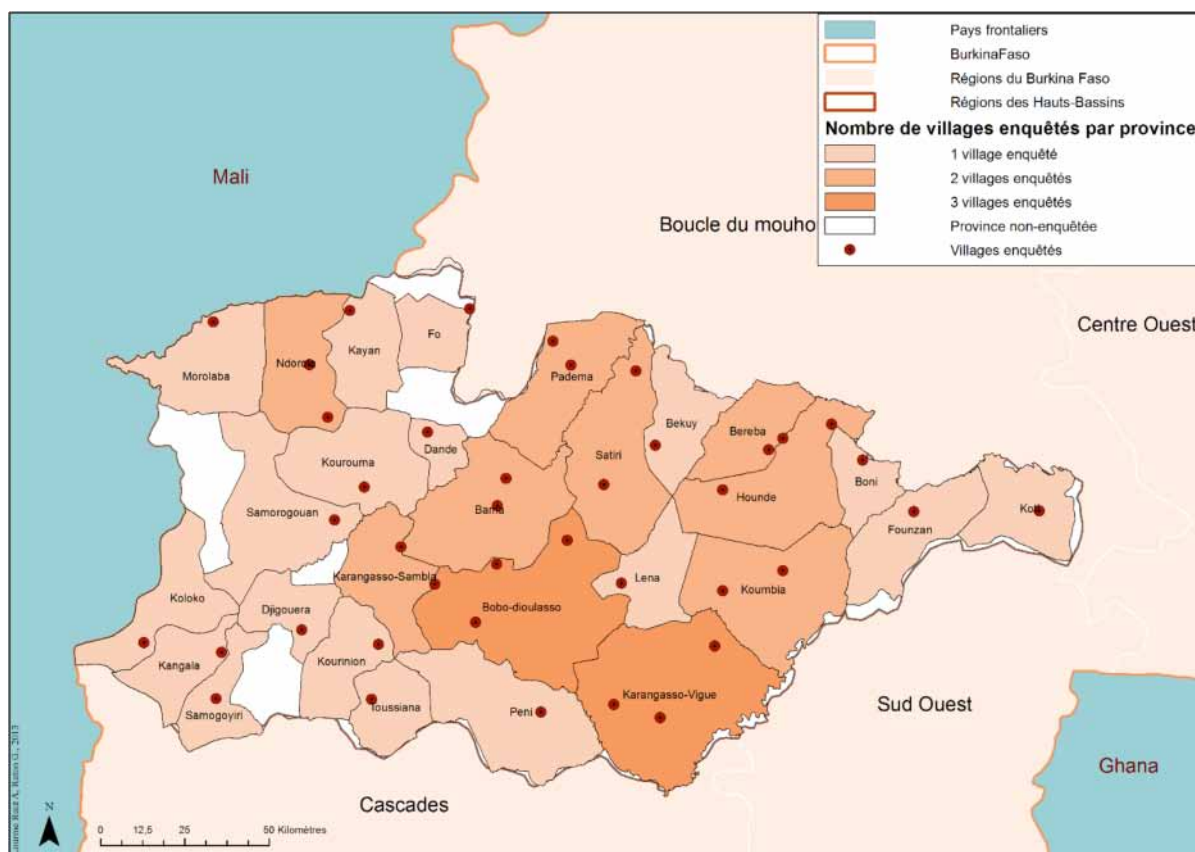 Pays frontaliers
BurkinaFaso
Régions du Burkina Faso
Régions des Hauts-Bassins
Nombre de villages enquêtés par province
1 village enquêté
2 villages enquêtés
3 villages enquêtés
Province non-enquêtée
Villages enquêtés
Mali
Boucle du mouho
Centre Ouest
Fo
Kayan
Ndorola
Morolaba
Padema
Bekuy
Bereba
Dande
Satiri
Kourouma
Boni
Hounde
Bama
Koti
Samorogouan
Founzan
Karangasso-Sambla
Lena
Koumbia
Koloko
Djigouera
Bobo-dioulasso
Kourinion
Kangala
Karangasso-Vigue
Samogoyiri
Toussiana
Peni
Sud Ouest
Ghana
Cascades
N
0 12,5 25 50 Kilomètres
2013